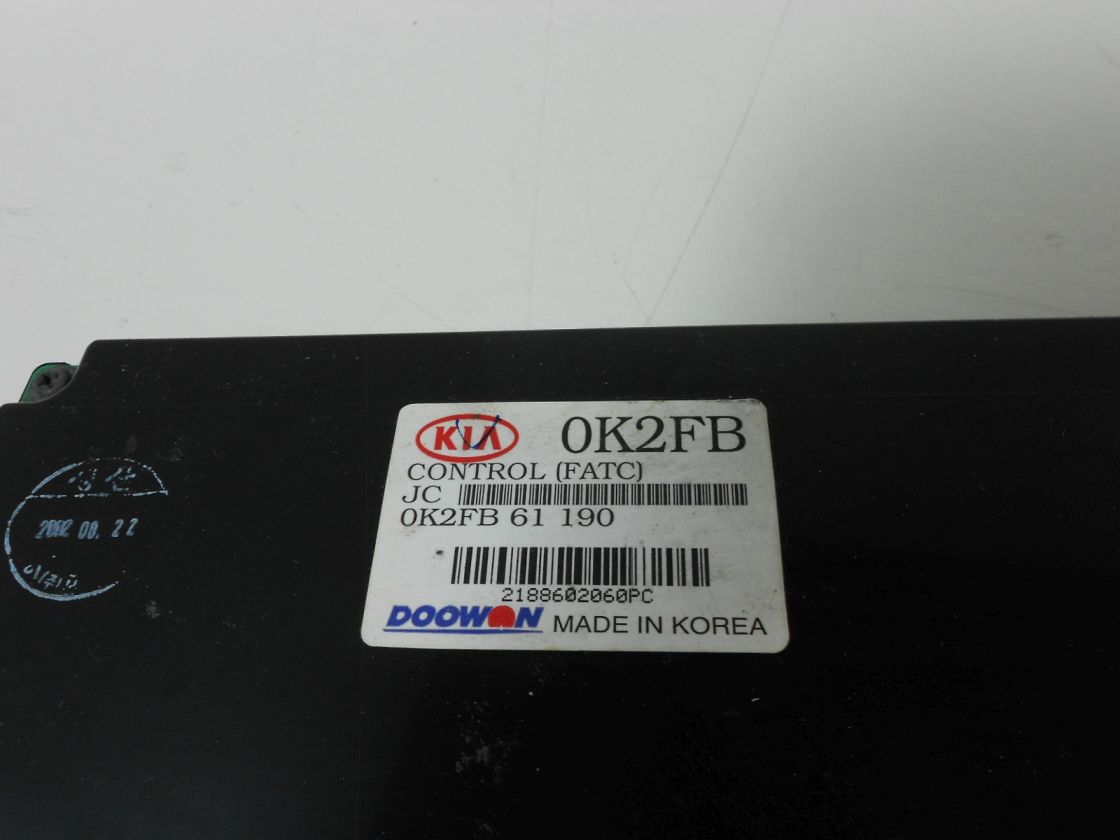 KIA 0K2FB
CONTROL (FATC)
JC
0K2FB 61 190
2188602060PC
DOOWON MADE IN KOREA
2002 08. 22